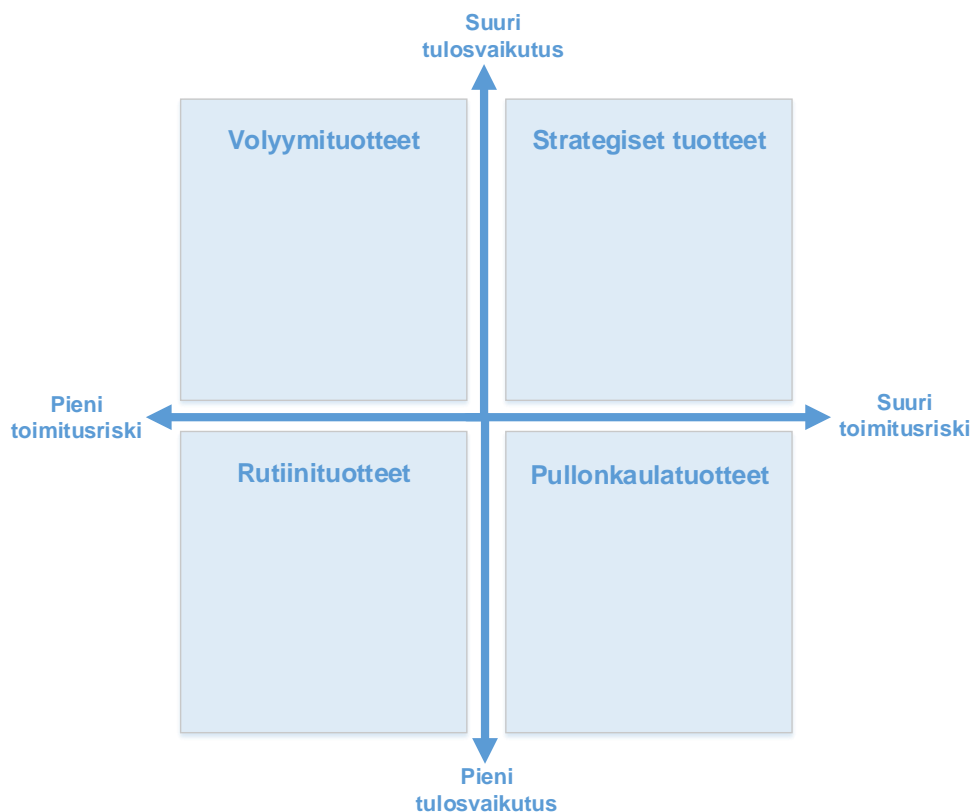 Suuri
tulosvaikutus
Volyymituotteet
Strategiset tuotteet
Pieni
toimitusriski
Suuri
toimitusriski
Rutiinituotteet
Pullonkaulatuotteet
Pieni
tulosvaikutus